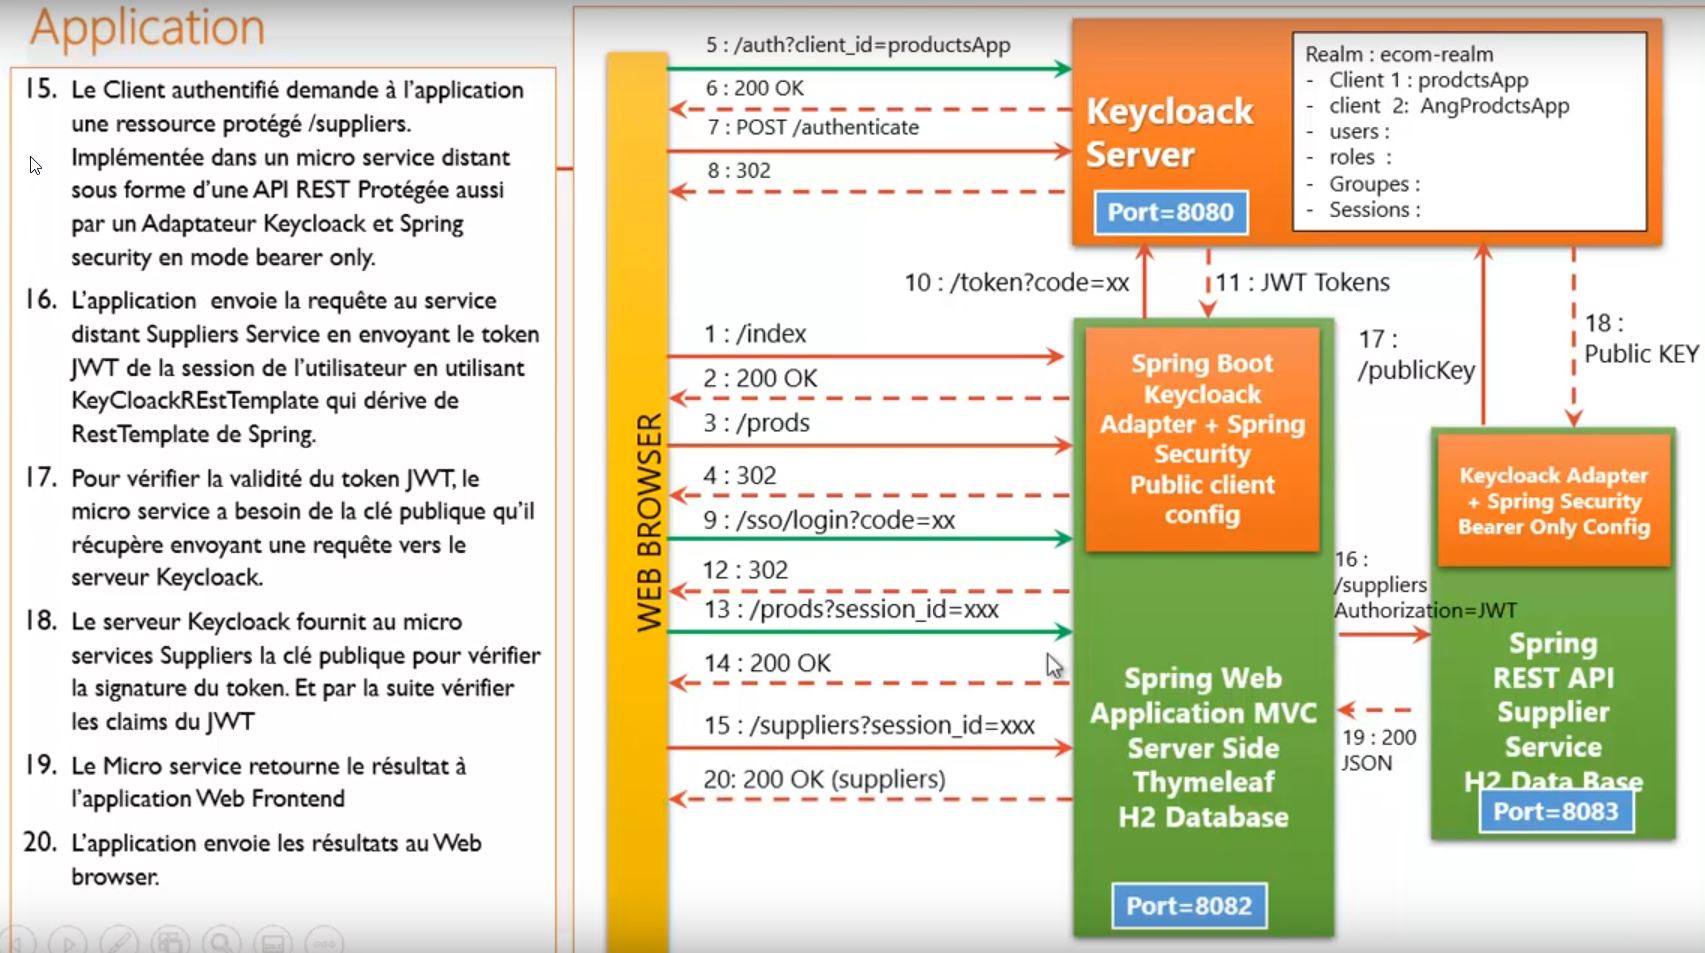 Application
15. Le Client authentifié demande à l'application
une ressource protégé /suppliers.
Implémentée dans un micro service distant
sous forme d'une API REST Protégée aussi
par un Adaptateur Keycloack et Spring
security en mode bearer only.
16. L'application envoie la requête au service
distant Suppliers Service en envoyant le token
JWT de la session de l'utilisateur en utilisant
KeyCloackREstTemplate qui dérive de
RestTemplate de Spring.
17. Pour vérifier la validité du token JWT, le
micro service a besoin de la clé publique qu'il
récupère envoyant une requête vers le
serveur Keycloack.
18. Le serveur Keycloack fournit au micro
services Suppliers la clé publique pour vérifier
la signature du token. Et par la suite vérifier
les claims du JWT
19. Le Micro service retourne le résultat à
l'application Web Frontend
20. L'application envoie les résultats au Web
browser.
WEB BROWSER
5 : /auth?client_id=productsApp
6 : 200 OK
7 : POST /authenticate
8 : 302
Keycloack
Server
Port=8080
Realm : ecom-realm
- Client 1 : prodctsApp
- client 2: AngProdctsApp
- users :
- roles :
- Groupes :
- Sessions :
10 : /token?code=xx
11 : JWT Tokens
17 :
/publicKey
18 :
Public KEY
1 : /index
2 : 200 OK
3 : /prods
4 : 302
9 : /sso/login?code=xx
12 : 302
13 : /prods?session_id=xxx
14 : 200 OK
15 : /suppliers?session_id=xxx
20: 200 OK (suppliers)
Spring Boot
Keycloack
Adapter + Spring
Security
Public client
config
Spring Web
Application MVC
Server Side
Thymeleaf
H2 Database
Port=8082
16 :
/suppliers
Authorization=JWT
19 : 200
JSON
Keycloack Adapter
+ Spring Security
Bearer Only Config
Spring
REST API
Supplier
Service
H2 Data Base
Port=8083